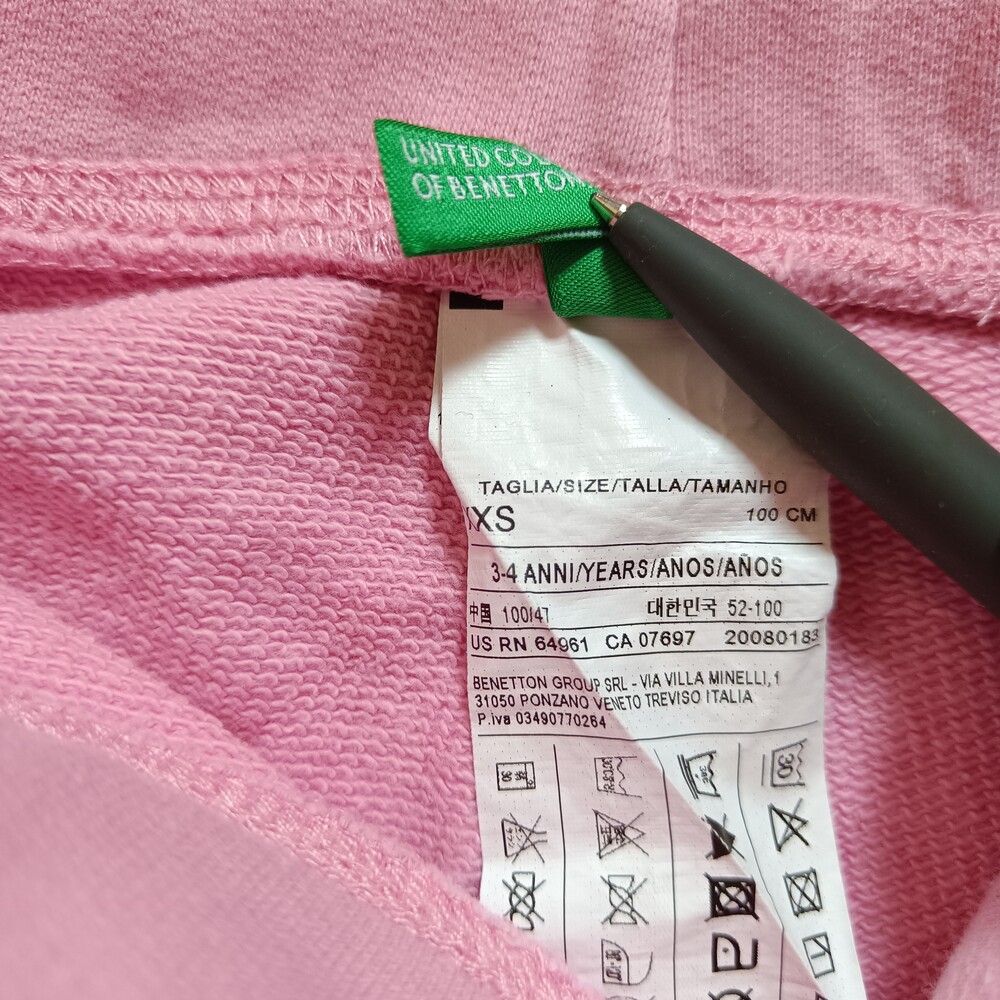 UNITED CO
OF BENETTON
TAGLIA/SIZE/TALLA/TAMANHO
XS 100 CM
3-4 ANNI/YEARS/ANOS/AÑOS
中国 100/47 대한민국 52-100
US RN 64961 CA 07697 20080183
BENETTON GROUP SRL - VIA VILLA MINELLI, 1
31050 PONZANO VENETO TREVISO ITALIA
P.iva 03490770264
30